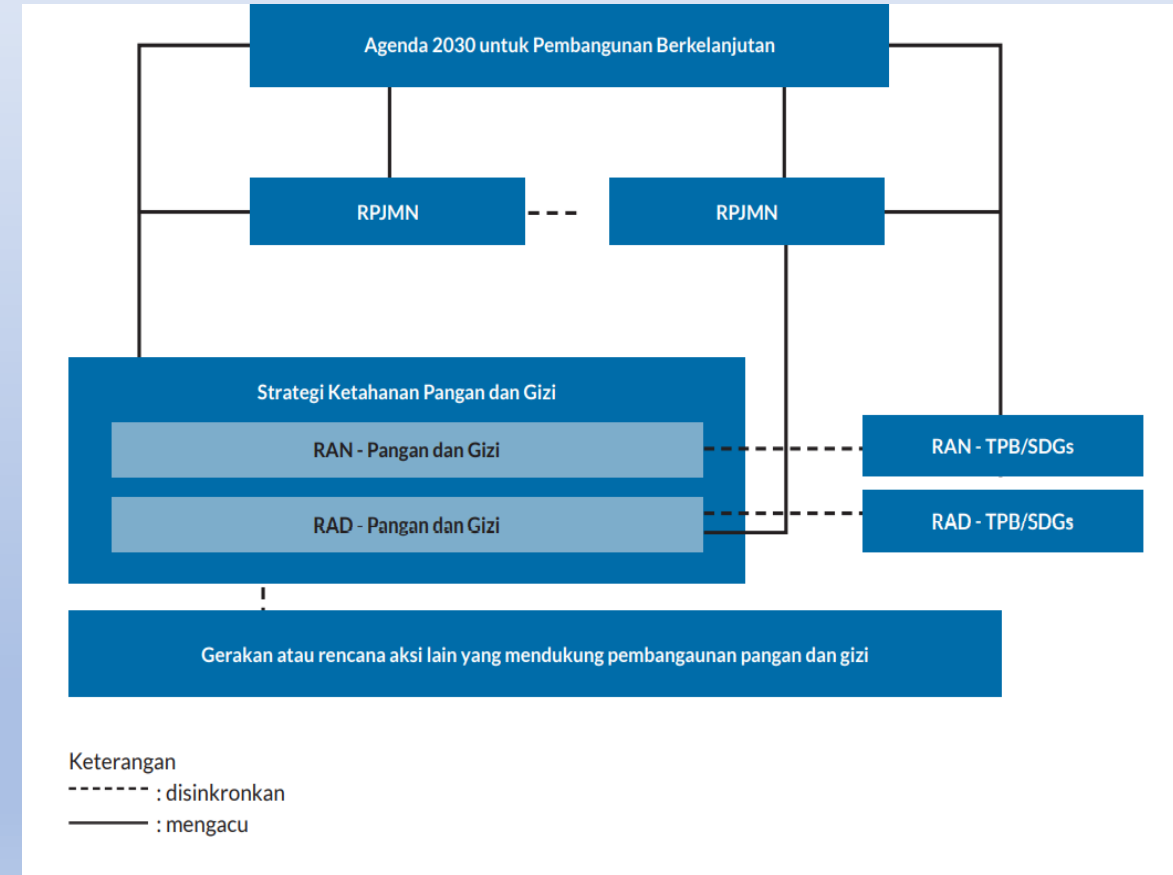 Agenda 2030 untuk Pembangunan Berkelanjutan
RPJMN
RPJMN
Strategi Ketahanan Pangan dan Gizi
RAN - Pangan dan Gizi
RAD - Pangan dan Gizi
RAN - TPB/SDGs
RAD - TPB/SDGs
Gerakan atau rencana aksi lain yang mendukung pembangaunan pangan dan gizi
Keterangan
: disinkronkan
: mengacu